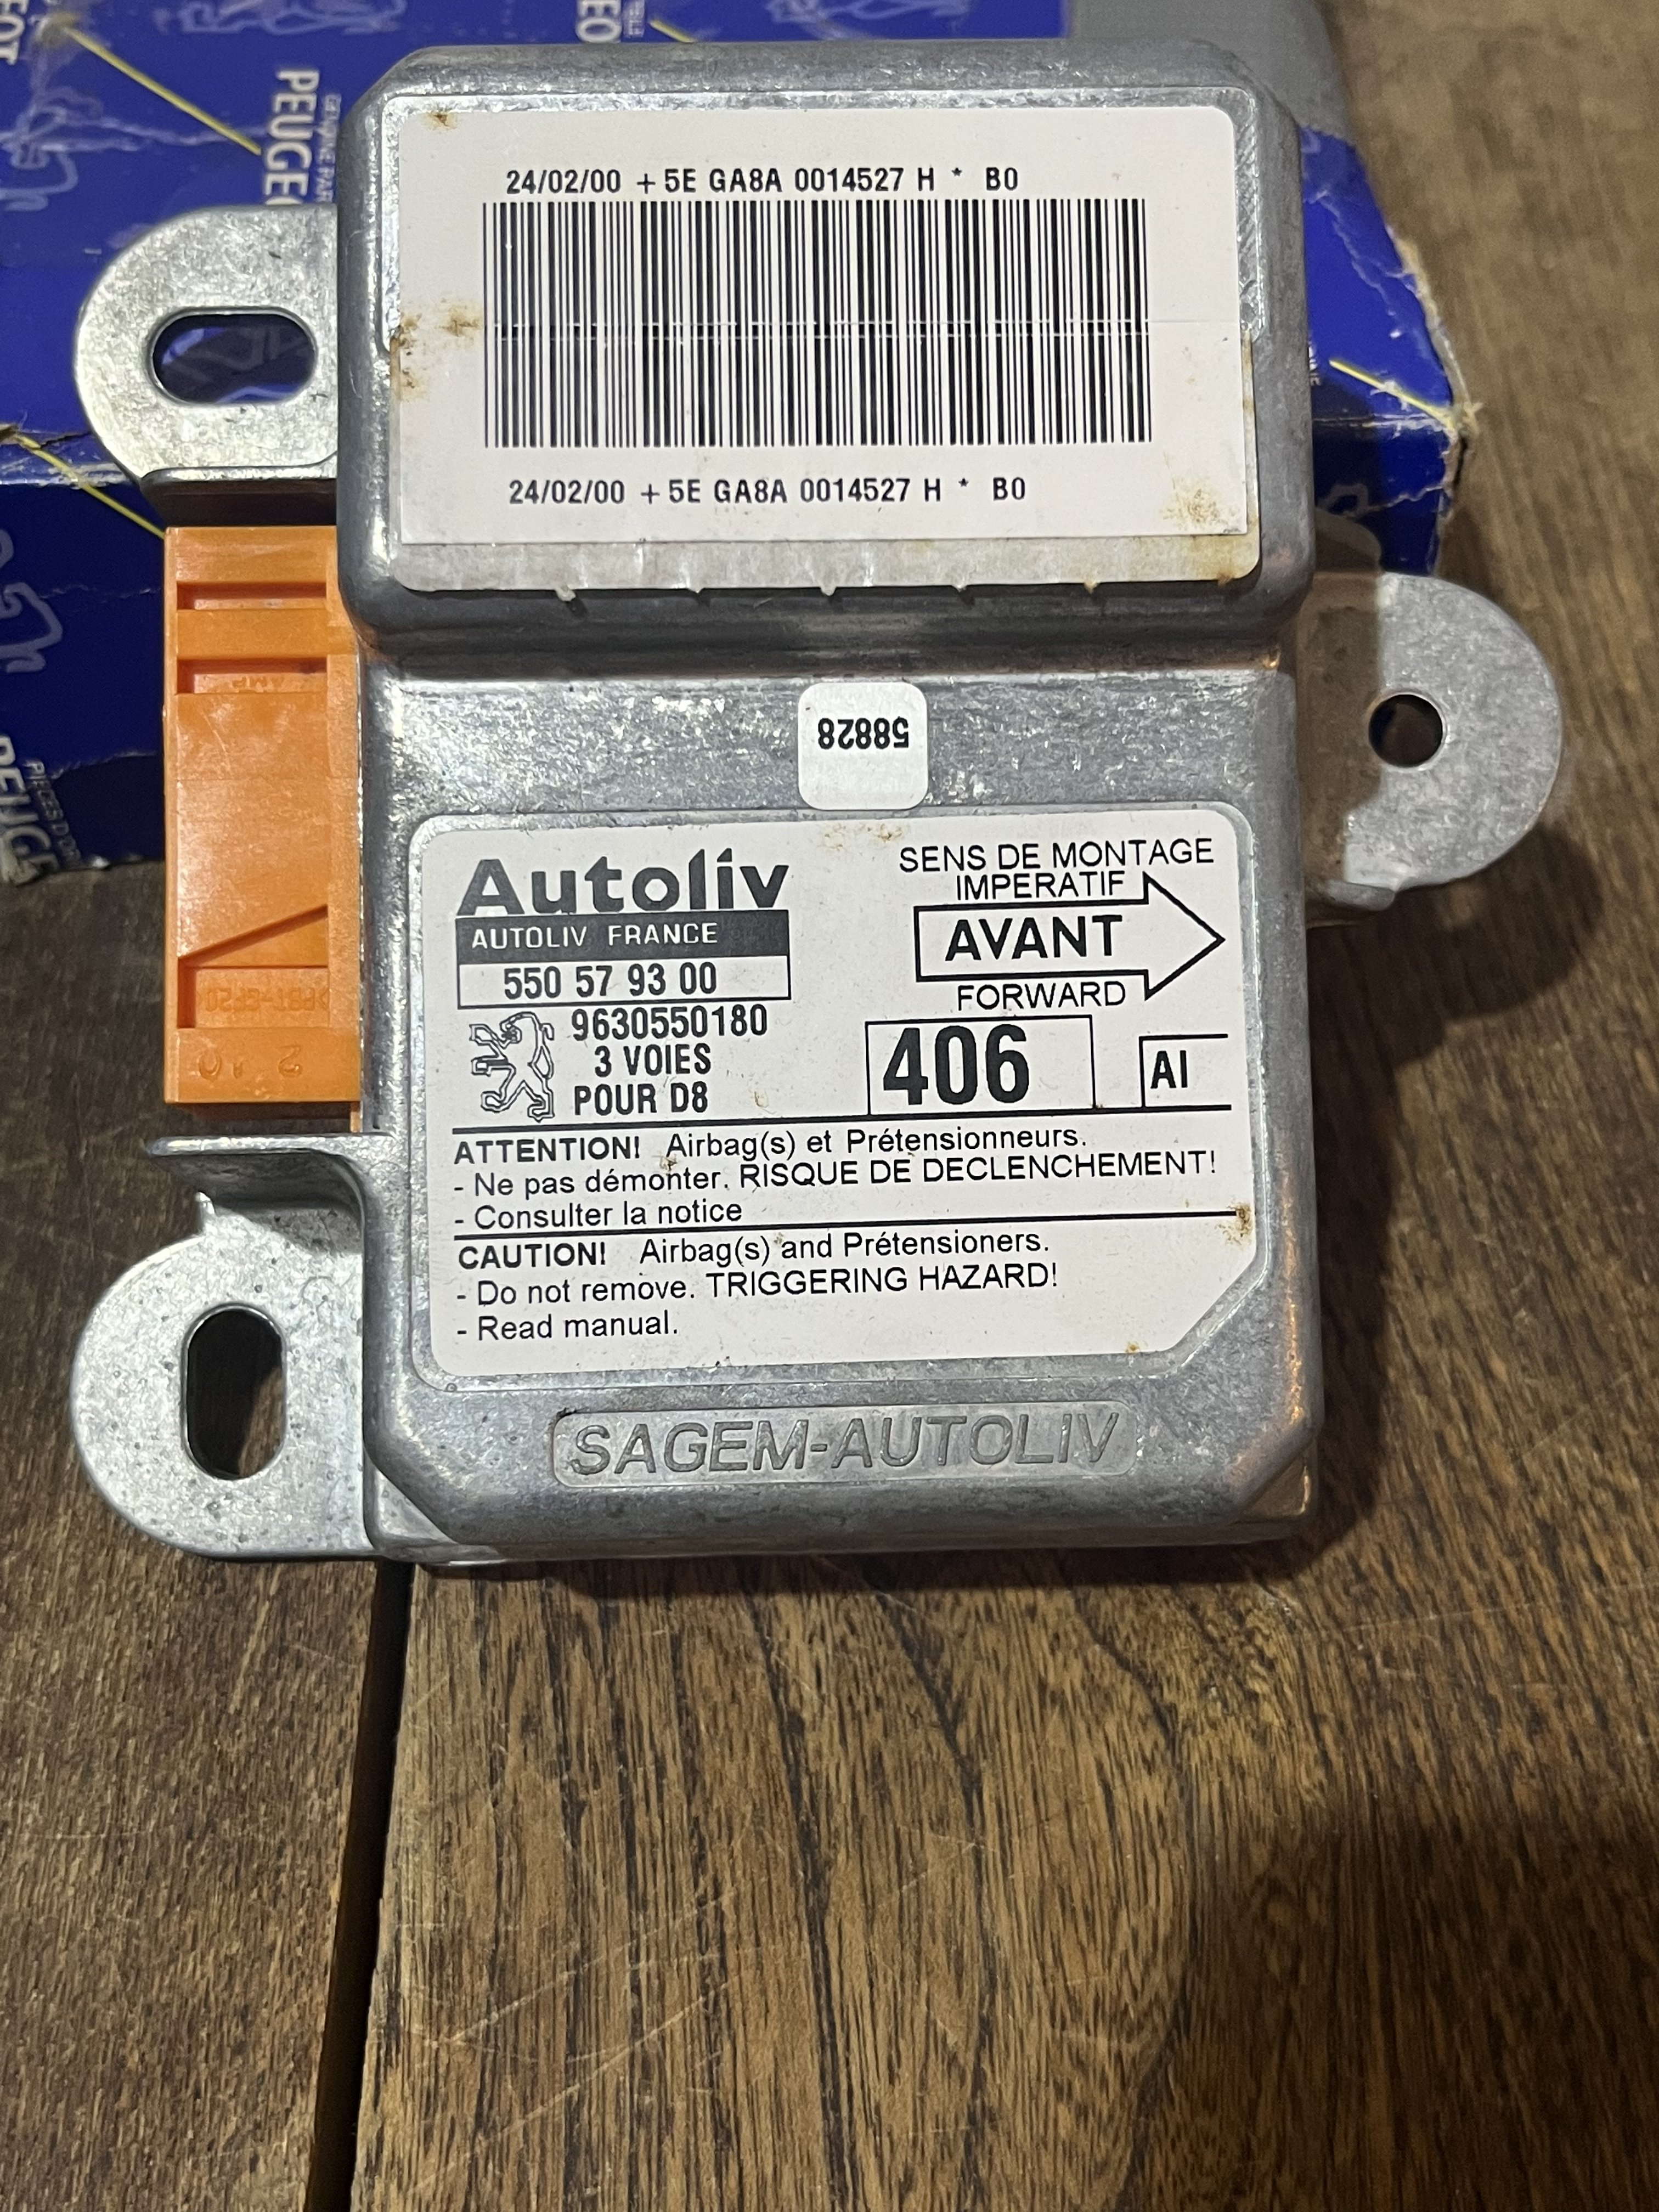 PEUGEOT
24/02/00 + 5E GA8A 0014527 H * B0
24/02/00 + 5E GA8A 0014527 H * B0
58828
Autoliv
AUTOLIV FRANCE
550 57 93 00
9630550180
3 VOIES
POUR D8
SENS DE MONTAGE
IMPERATIF
AVANT
FORWARD
406
AI
ATTENTION! Airbag(s) et Prétensionneurs.
- Ne pas démonter. RISQUE DE DECLENCHEMENT!
- Consulter la notice
CAUTION! Airbag(s) and Prétensioners.
- Do not remove. TRIGGERING HAZARD!
- Read manual.
SAGEM-AUTOLIV